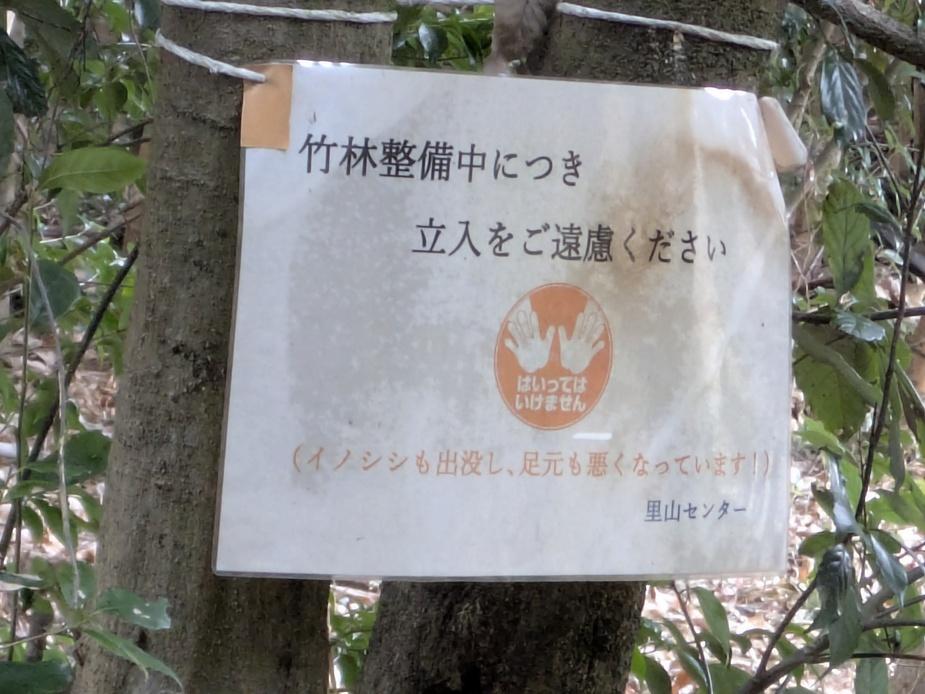 竹林整備中につき
立入をご遠慮ください
はいっては
いけません
(イノシシも出没し、足元も悪くなっています!)
里山センター